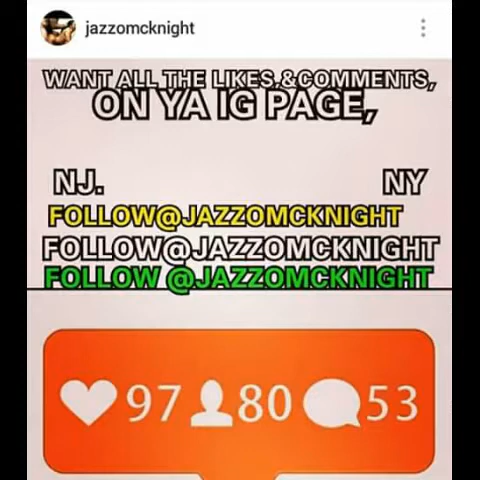 jazzomcknight
WANT ALL THE LIKES,&COMMENTS,
ON YA IG PAGE,
NJ. NY
FOLLOW@JAZZOMCKNIGHT
FOLLOW@JAZZOMCKNIGHT
FOLLOW @JAZZOMCKNIGHT
97 80 53